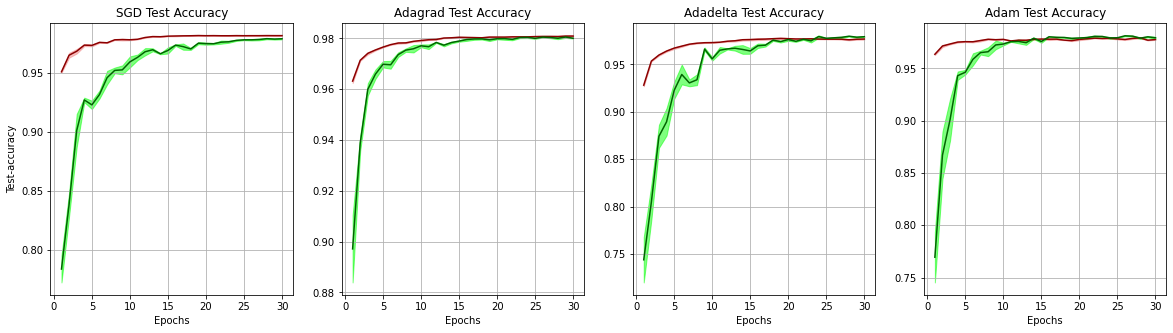 SGD Test Accuracy
Test-accuracy
0.95
0.90
0.85
0.80
0 5 10 15 20 25 30
Epochs
Adagrad Test Accuracy
0.98
0.96
0.94
0.92
0.90
0.88
0 5 10 15 20 25 30
Epochs
Adadelta Test Accuracy
0.95
0.90
0.85
0.80
0.75
0 5 10 15 20 25 30
Epochs
Adam Test Accuracy
0.95
0.90
0.85
0.80
0.75
0 5 10 15 20 25 30
Epochs